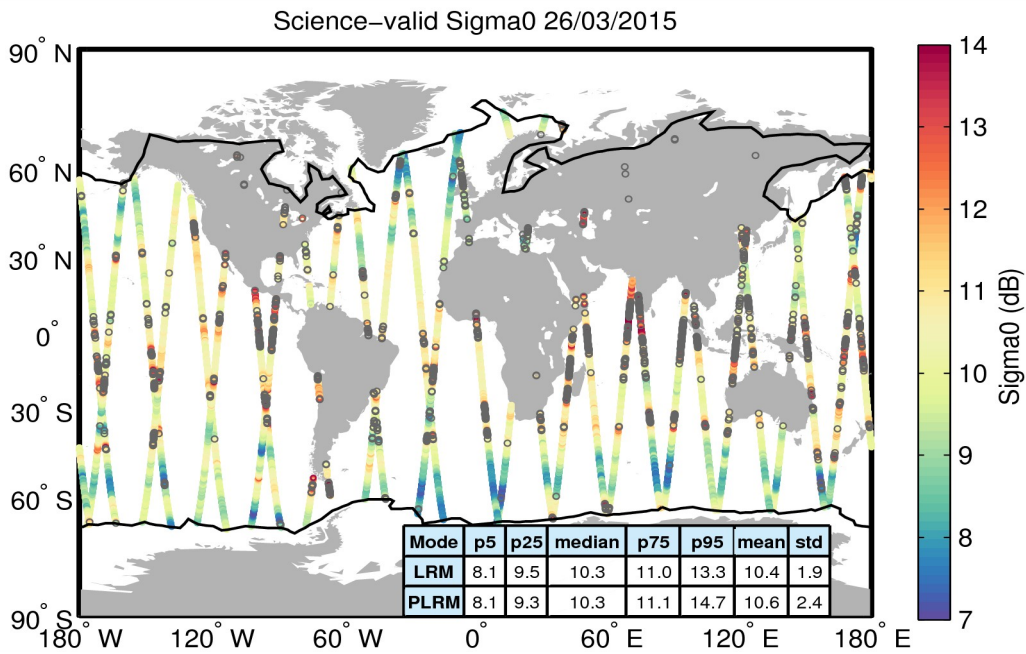 Science−valid Sigma0 26/03/2015
90° N
60° N
30° N
0°
30° S
60° S
90° S
180° W
120° W
60° W
0°
60° E
120° E
180° E
14
13
12
11
10
9
8
7
Sigma0 (dB)
Mode p5 p25 median p75 p95 mean std
LRM 8.1 9.5 10.3 11.0 13.3 10.4 1.9
PLRM 8.1 9.3 10.3 11.1 14.7 10.6 2.4